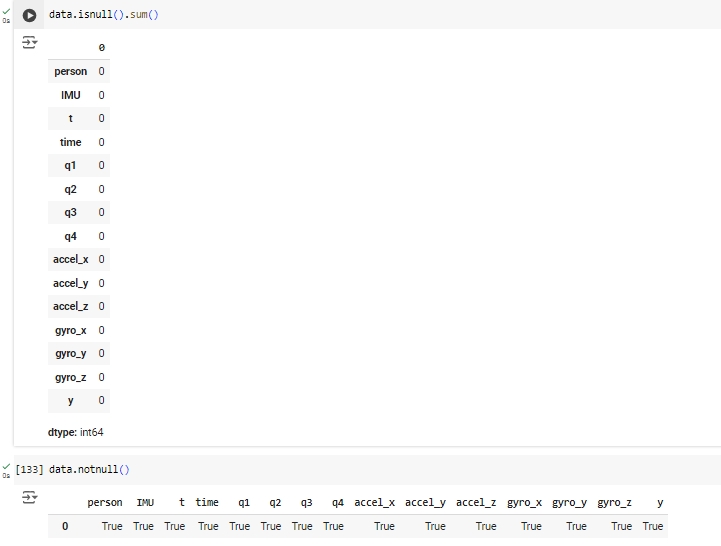 data.isnull().sum()
0s
0
person 0
IMU 0
t 0
time 0
q1 0
q2 0
q3 0
q4 0
accel_x 0
accel_y 0
accel_z 0
gyro_x 0
gyro_y 0
gyro_z 0
y 0
dtype: int64
[133] data.notnull()
0s
person IMU t time q1 q2 q3 q4 accel_x accel_y accel_z gyro_x gyro_y gyro_z y
0 True True True True True True True True True True True True True True True